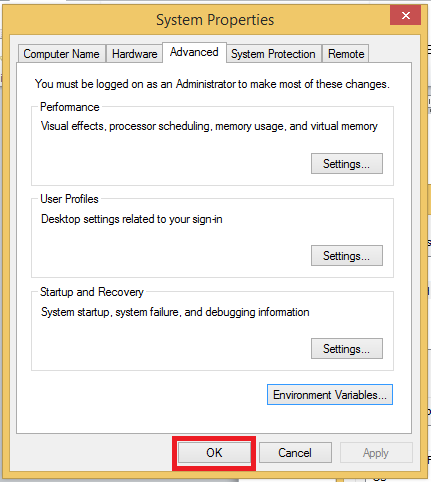 System Properties
Computer Name Hardware Advanced System Protection Remote
You must be logged on as an Administrator to make most of these changes.
Performance
Visual effects, processor scheduling, memory usage, and virtual memory
Settings...
User Profiles
Desktop settings related to your sign-in
Settings...
Startup and Recovery
System startup, system failure, and debugging information
Settings...
Environment Variables...
OK Cancel Apply